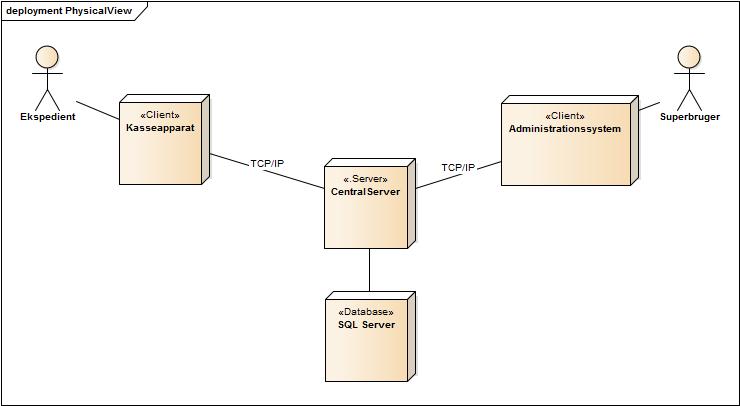 deployment PhysicalView
Ekspedient
«Client»
Kasseapparat
«Client»
Administrationssystem
Superbruger
TCP/IP
TCP/IP
«.Server»
CentralServer
«Database»
SQL Server